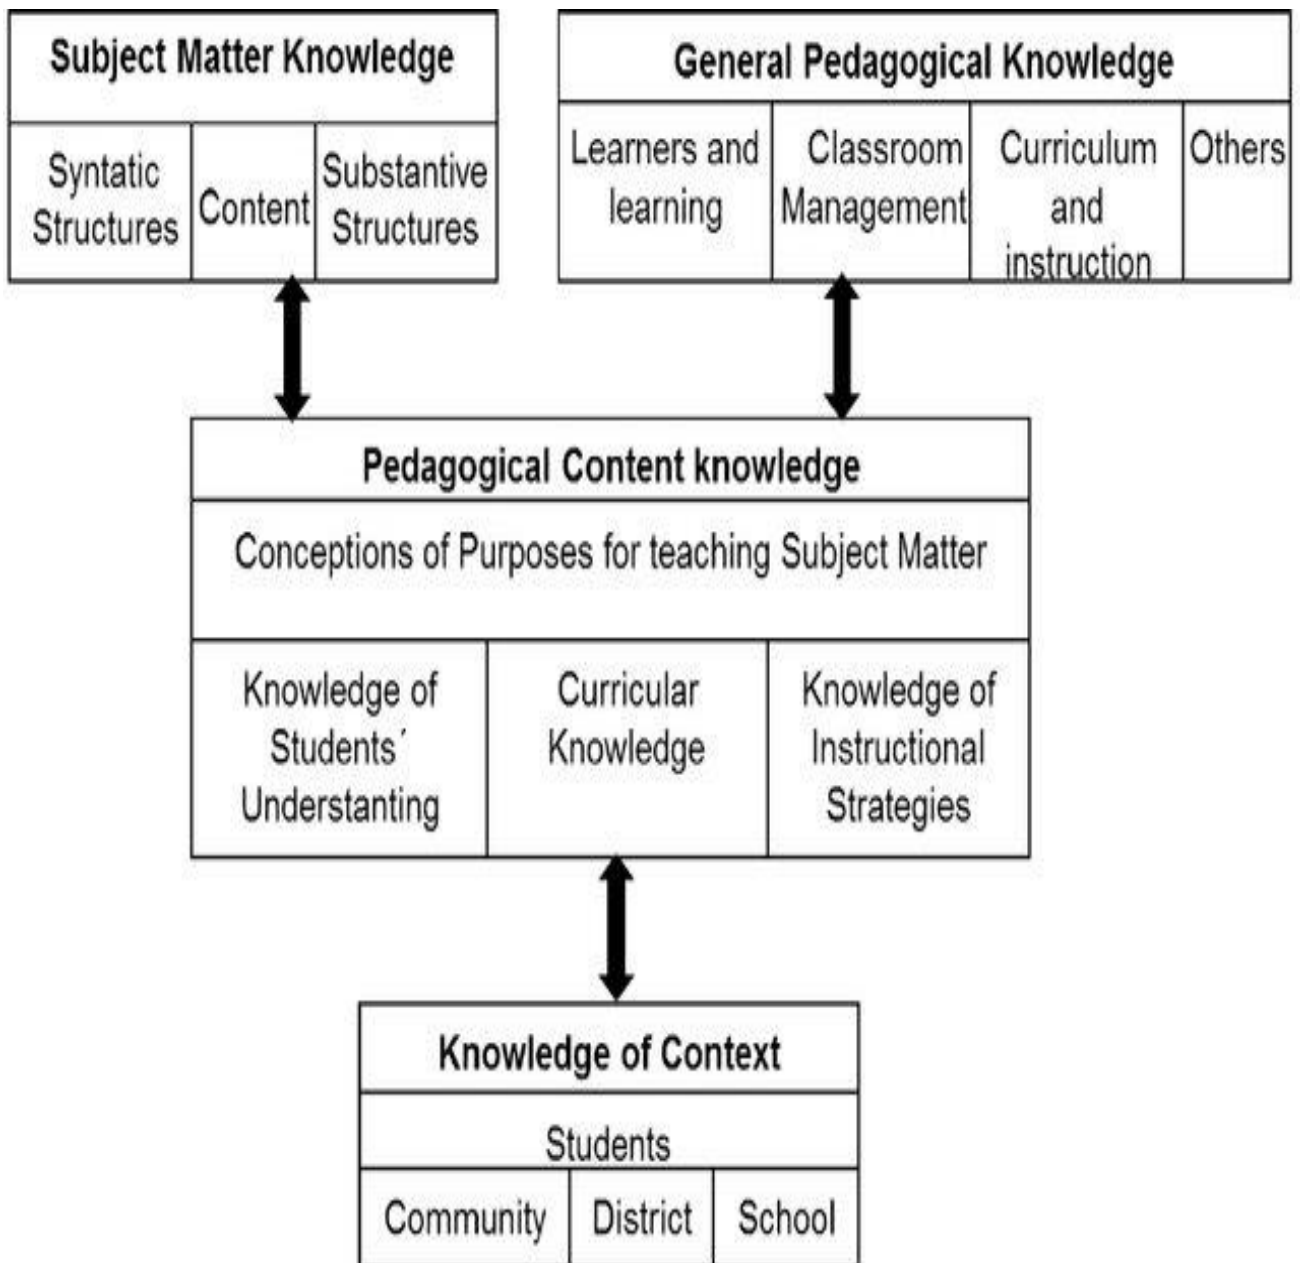 Subject Matter Knowledge
Syntatic
Structures
Content
Substantive
Structures
General Pedagogical Knowledge
Learners and
learning
Classroom
Management
Curriculum
and
instruction
Others
Pedagogical Content knowledge
Conceptions of Purposes for teaching Subject Matter
Knowledge of
Students´
Understanting
Curricular
Knowledge
Knowledge of
Instructional
Strategies
Knowledge of Context
Students
Community
District
School